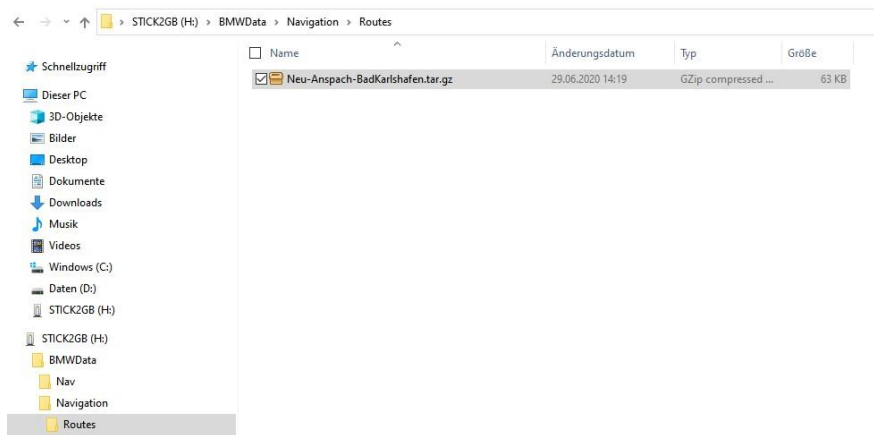 STICK2GB (H:) > BMWData > Navigation > Routes
Name Änderungsdatum Typ Größe
Neu-Anspach-BadKarlshafen.tar.gz 29.06.2020 14:19 GZip compressed ... 63 KB
Schnellzugriff
Dieser PC
3D-Objekte
Bilder
Desktop
Dokumente
Downloads
Musik
Videos
Windows (C:)
Daten (D:)
STICK2GB (H:)
STICK2GB (H:)
BMWData
Nav
Navigation
Routes